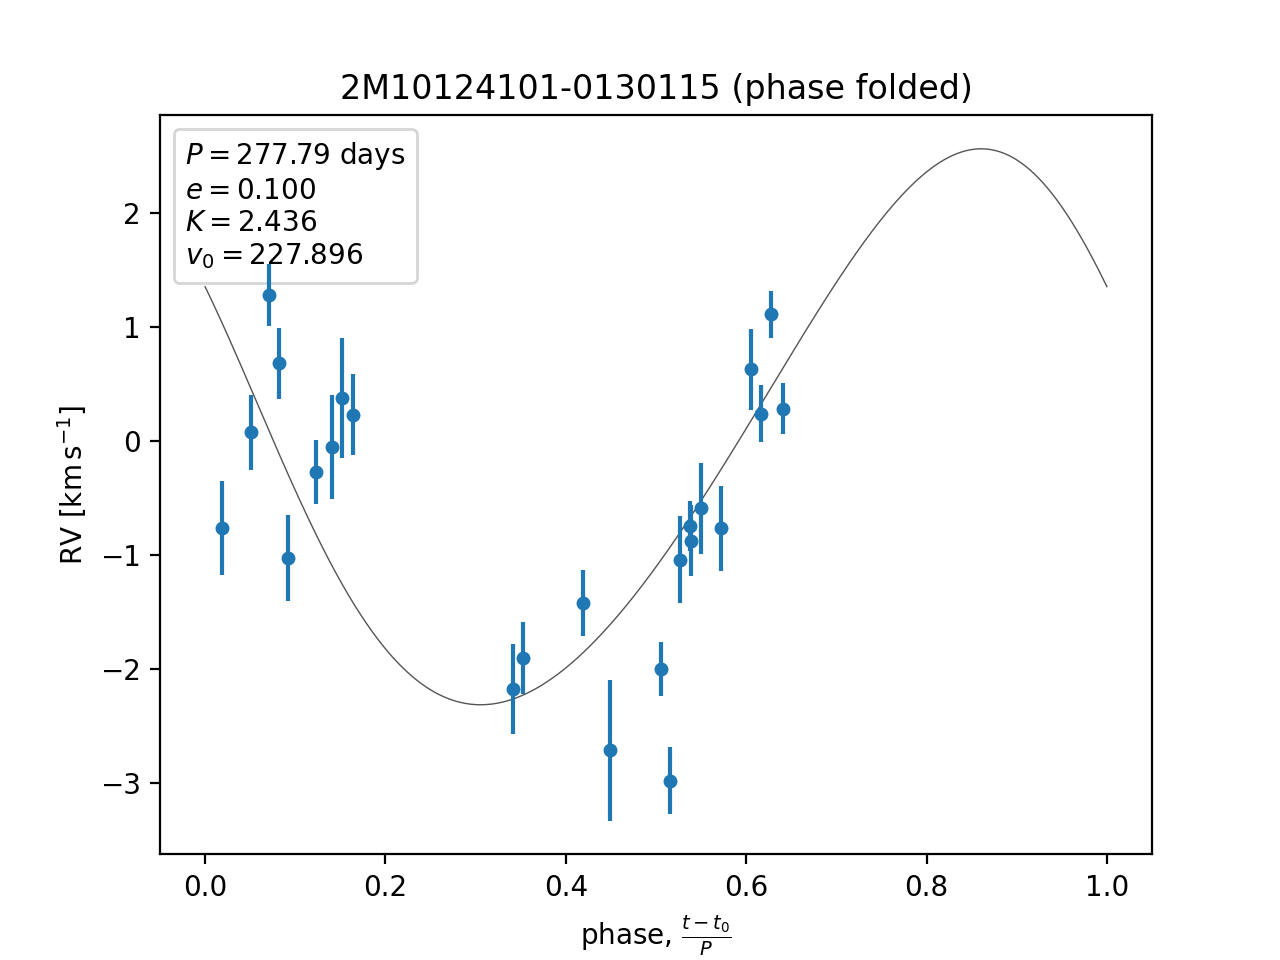 2M10124101-0130115 (phase folded)
P = 277.79 days
e = 0.100
K = 2.436
v₀ = 227.896
2
1
0
−1
−2
−3
RV [km s⁻¹]
0.0 0.2 0.4 0.6 0.8 1.0
phase, (t − t₀)/P